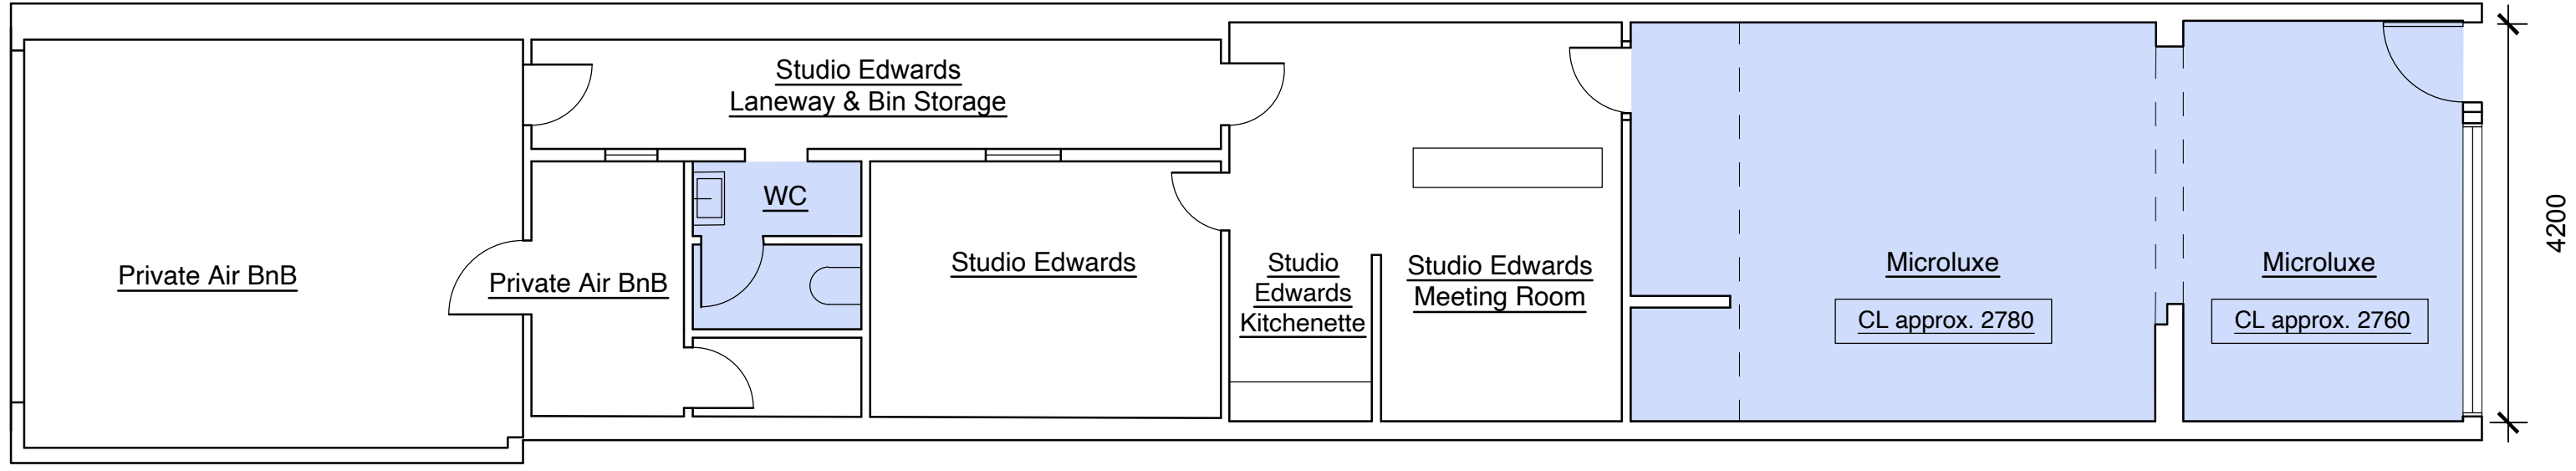 Private Air BnB
Private Air BnB
Studio Edwards
Laneway & Bin Storage
WC
Studio Edwards
Studio
Edwards
Kitchenette
Studio Edwards
Meeting Room
Microluxe
CL approx. 2780
Microluxe
CL approx. 2760
4200